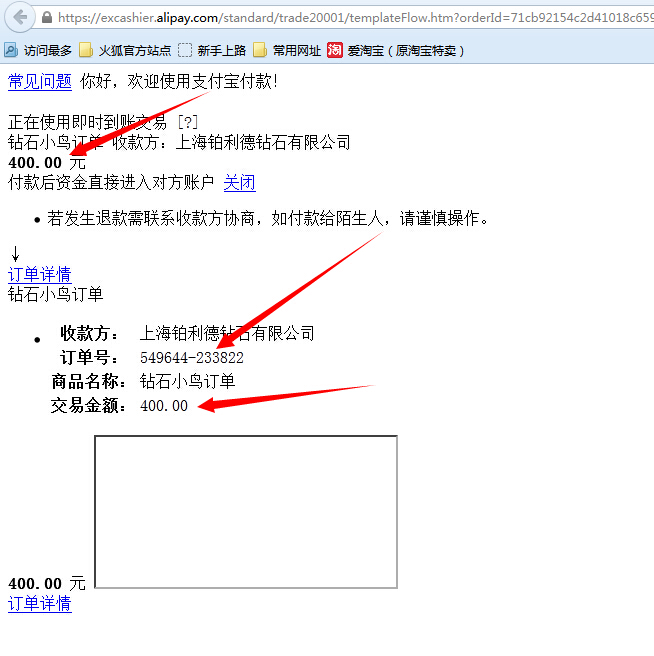 https://excashier.alipay.com/standard/trade20001/templateFlow.htm?orderId=71cb92154c2d41018c659
访问最多 火狐官方站点 新手上路 常用网址 淘 爱淘宝（原淘宝特卖）
常见问题 你好，欢迎使用支付宝付款！
正在使用即时到账交易 [?]
钻石小鸟订单 收款方：上海铂利德钻石有限公司
400.00 元
付款后资金直接进入对方账户 关闭
• 若发生退款需联系收款方协商，如付款给陌生人，请谨慎操作。
↓
订单详情
钻石小鸟订单
• 收款方： 上海铂利德钻石有限公司
订单号： 549644-233822
商品名称： 钻石小鸟订单
交易金额： 400.00
400.00 元
订单详情